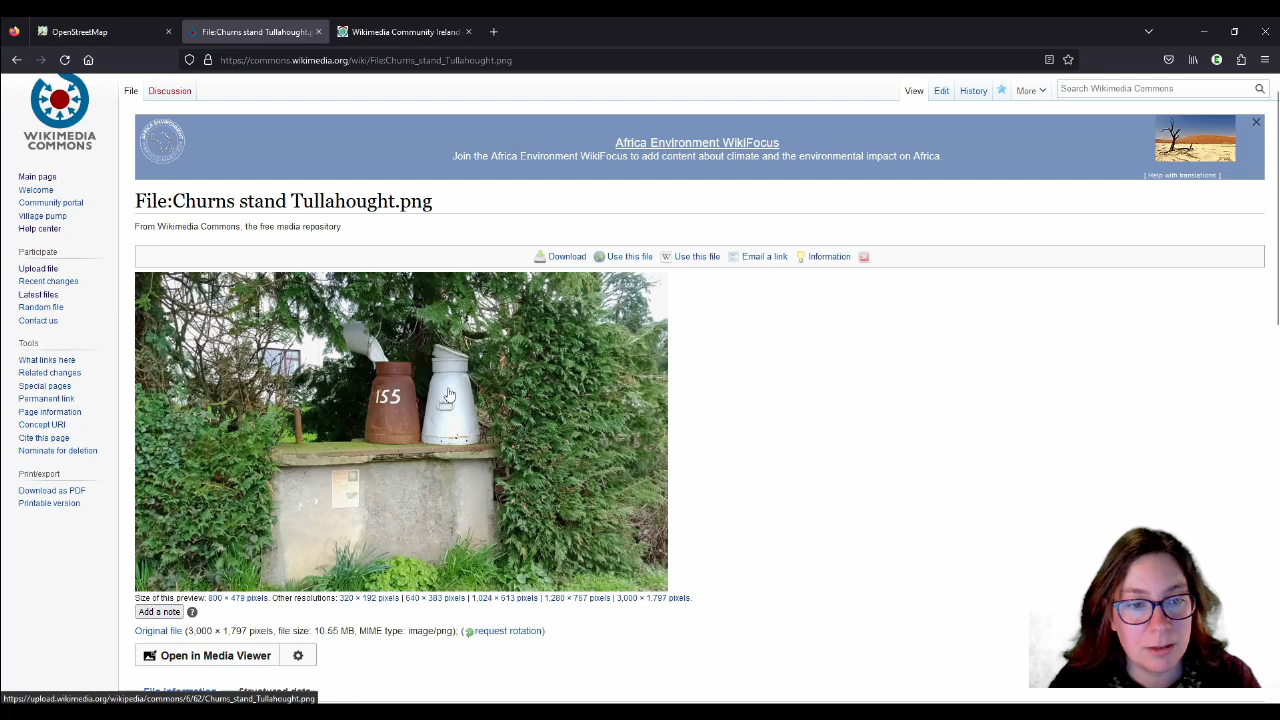 OpenStreetMap
File:Churns stand Tullahought.p
Wikimedia Community Ireland
https://commons.wikimedia.org/wiki/File:Churns_stand_Tullahought.png
WIKIMEDIA
COMMONS
File
Discussion
View
Edit
History
More
Search Wikimedia Commons
Africa Environment WikiFocus
Join the Africa Environment WikiFocus to add content about climate and the environmental impact on Africa.
[ Help with translations! ]
Main page
Welcome
Community portal
Village pump
Help center
Participate
Upload file
Recent changes
Latest files
Random file
Contact us
Tools
What links here
Related changes
Special pages
Permanent link
Page information
Concept URI
Cite this page
Nominate for deletion
Print/export
Download as PDF
Printable version
File:Churns stand Tullahought.png
From Wikimedia Commons, the free media repository
Download
Use this file
W Use this file
Email a link
Information
155
Size of this preview: 800 × 479 pixels. Other resolutions: 320 × 192 pixels | 640 × 383 pixels | 1,024 × 613 pixels | 1,280 × 767 pixels | 3,000 × 1,797 pixels.
Add a note
Original file (3,000 × 1,797 pixels, file size: 10.55 MB, MIME type: image/png); (request rotation)
Open in Media Viewer
File information
Structured data
https://upload.wikimedia.org/wikipedia/commons/6/62/Churns_stand_Tullahought.png